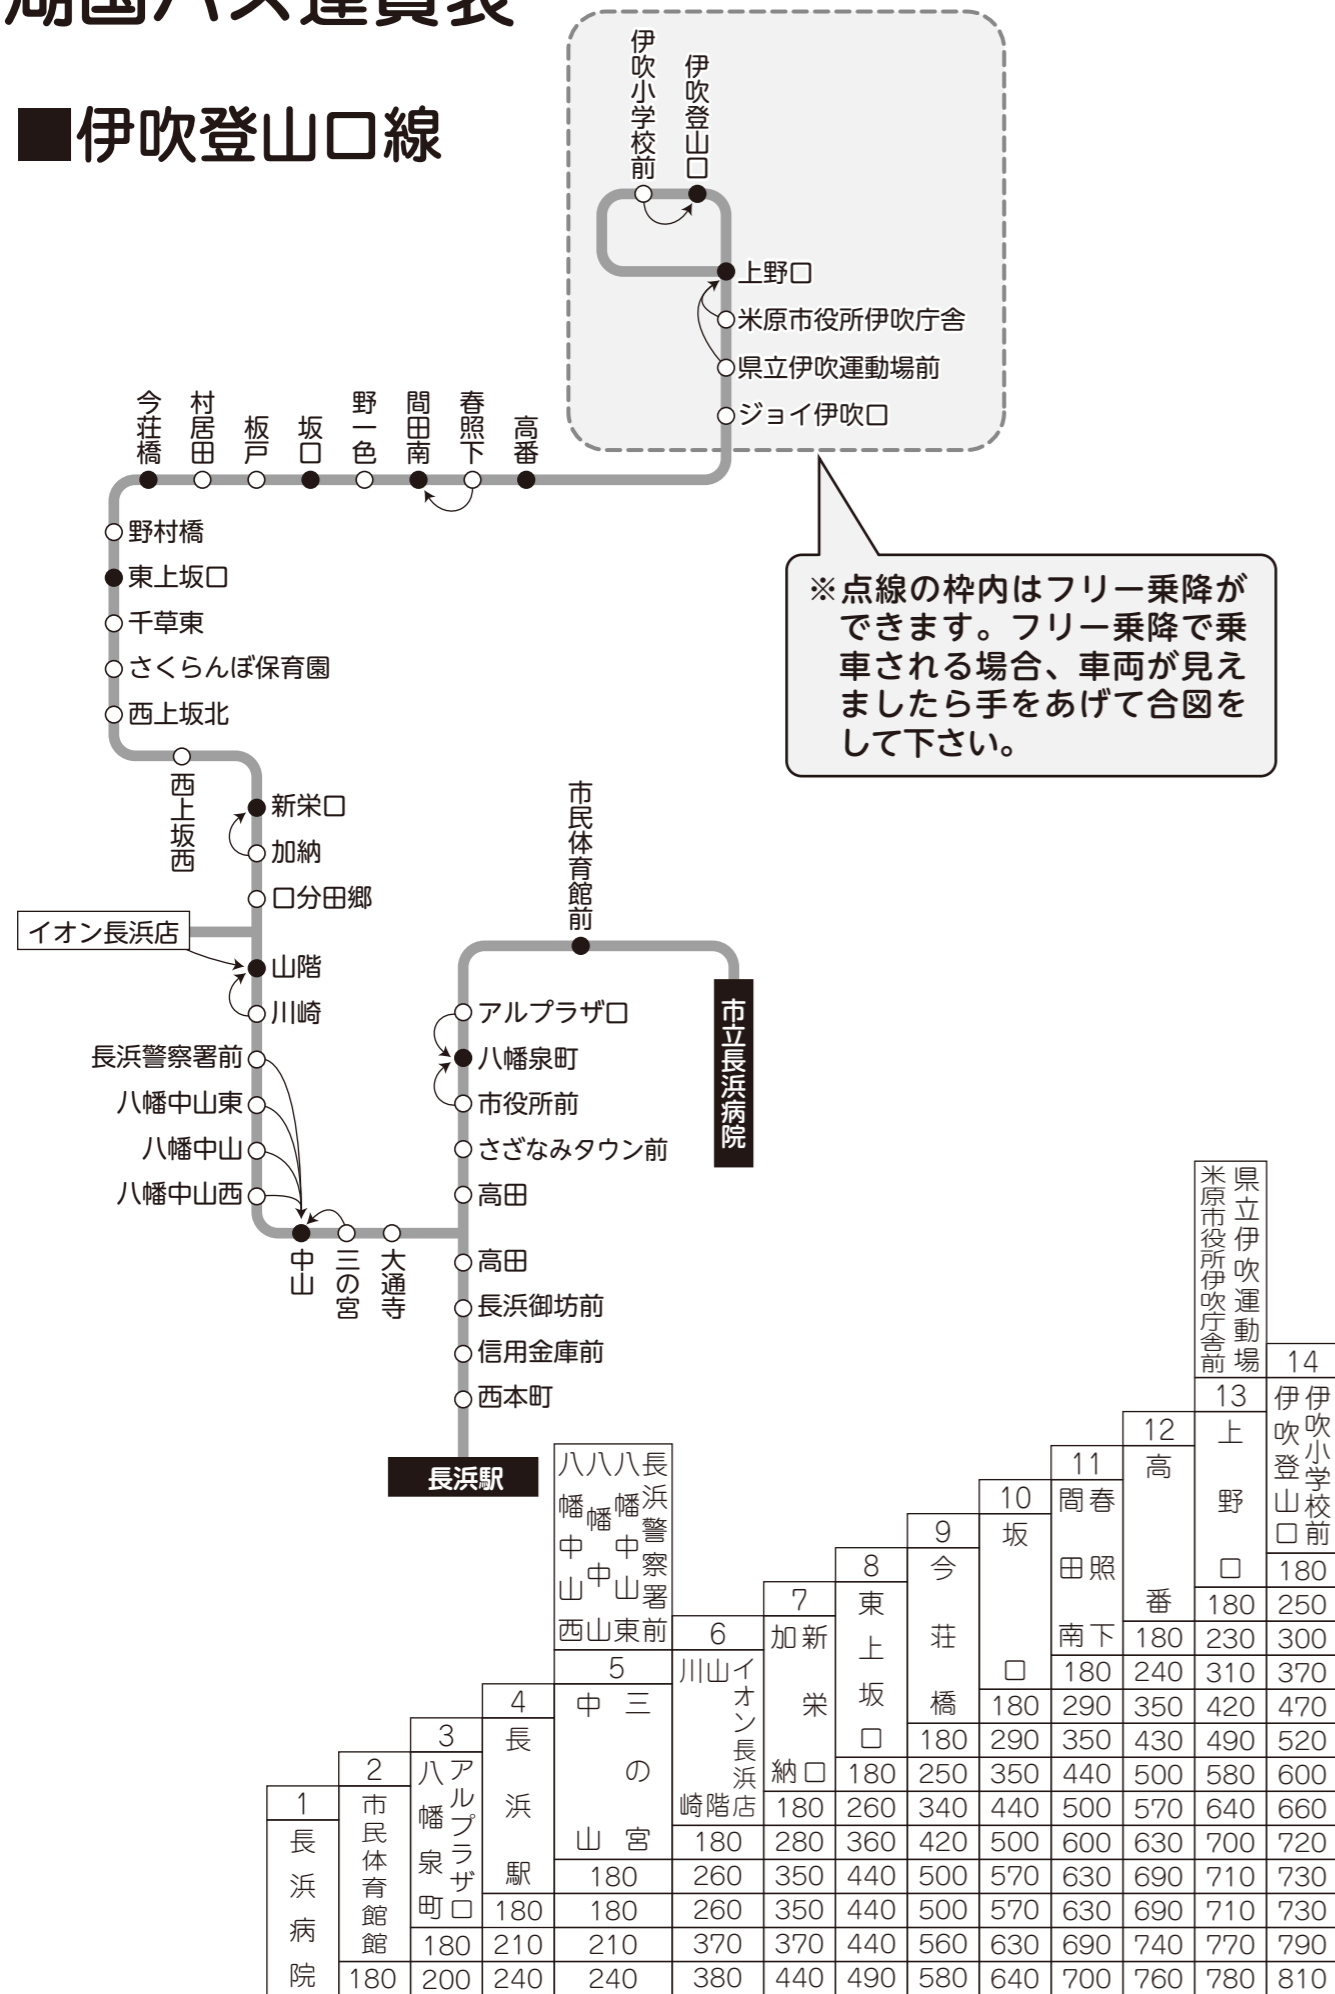 湖国バス運賃表
■伊吹登山口線
伊吹小学校前
伊吹登山口
上野口
米原市役所伊吹庁舎
県立伊吹運動場前
ジョイ伊吹口
今荘橋
村居田
板戸
坂口
野一色
間田南
春照下
高番
※点線の枠内はフリー乗降が
できます。フリー乗降で乗
車される場合、車両が見え
ましたら手をあげて合図を
して下さい。
野村橋
東上坂口
千草東
さくらんぼ保育園
西上坂北
西上坂西
新栄口
加納
口分田郷
イオン長浜店
山階
川崎
長浜警察署前
八幡中山東
八幡中山
八幡中山西
中山
三の宮
大通寺
市民体育館前
市立長浜病院
アルプラザ口
八幡泉町
市役所前
さざなみタウン前
高田
高田
長浜御坊前
信用金庫前
西本町
長浜駅
県立伊吹運動場
米原市役所伊吹庁舎前
14
伊吹小学校前
伊吹登山口
13
上野口
12
高番
11
春照下
間田南
10
坂口
9
今荘橋
8
東上坂口
7
新栄口
加納
6
イオン長浜店
山階
川崎
長浜警察署前
八幡中山東
八幡中山
八幡中山西
5
三の宮
中山
4
長浜駅
3
アルプラザ口
八幡泉町
2
市民体育館
1
長浜病院
180
180 250
180 230 300
180 240 310 370
180 290 350 420 470
180 290 350 430 490 520
180 250 350 440 500 580 600
180 260 340 440 500 570 640 660
180 280 360 420 500 600 630 700 720
180 260 350 440 500 570 630 690 710 730
180 180 260 350 440 500 570 630 690 710 730
180 210 210 370 370 440 560 630 690 740 770 790
180 200 240 240 380 440 490 580 640 700 760 780 810